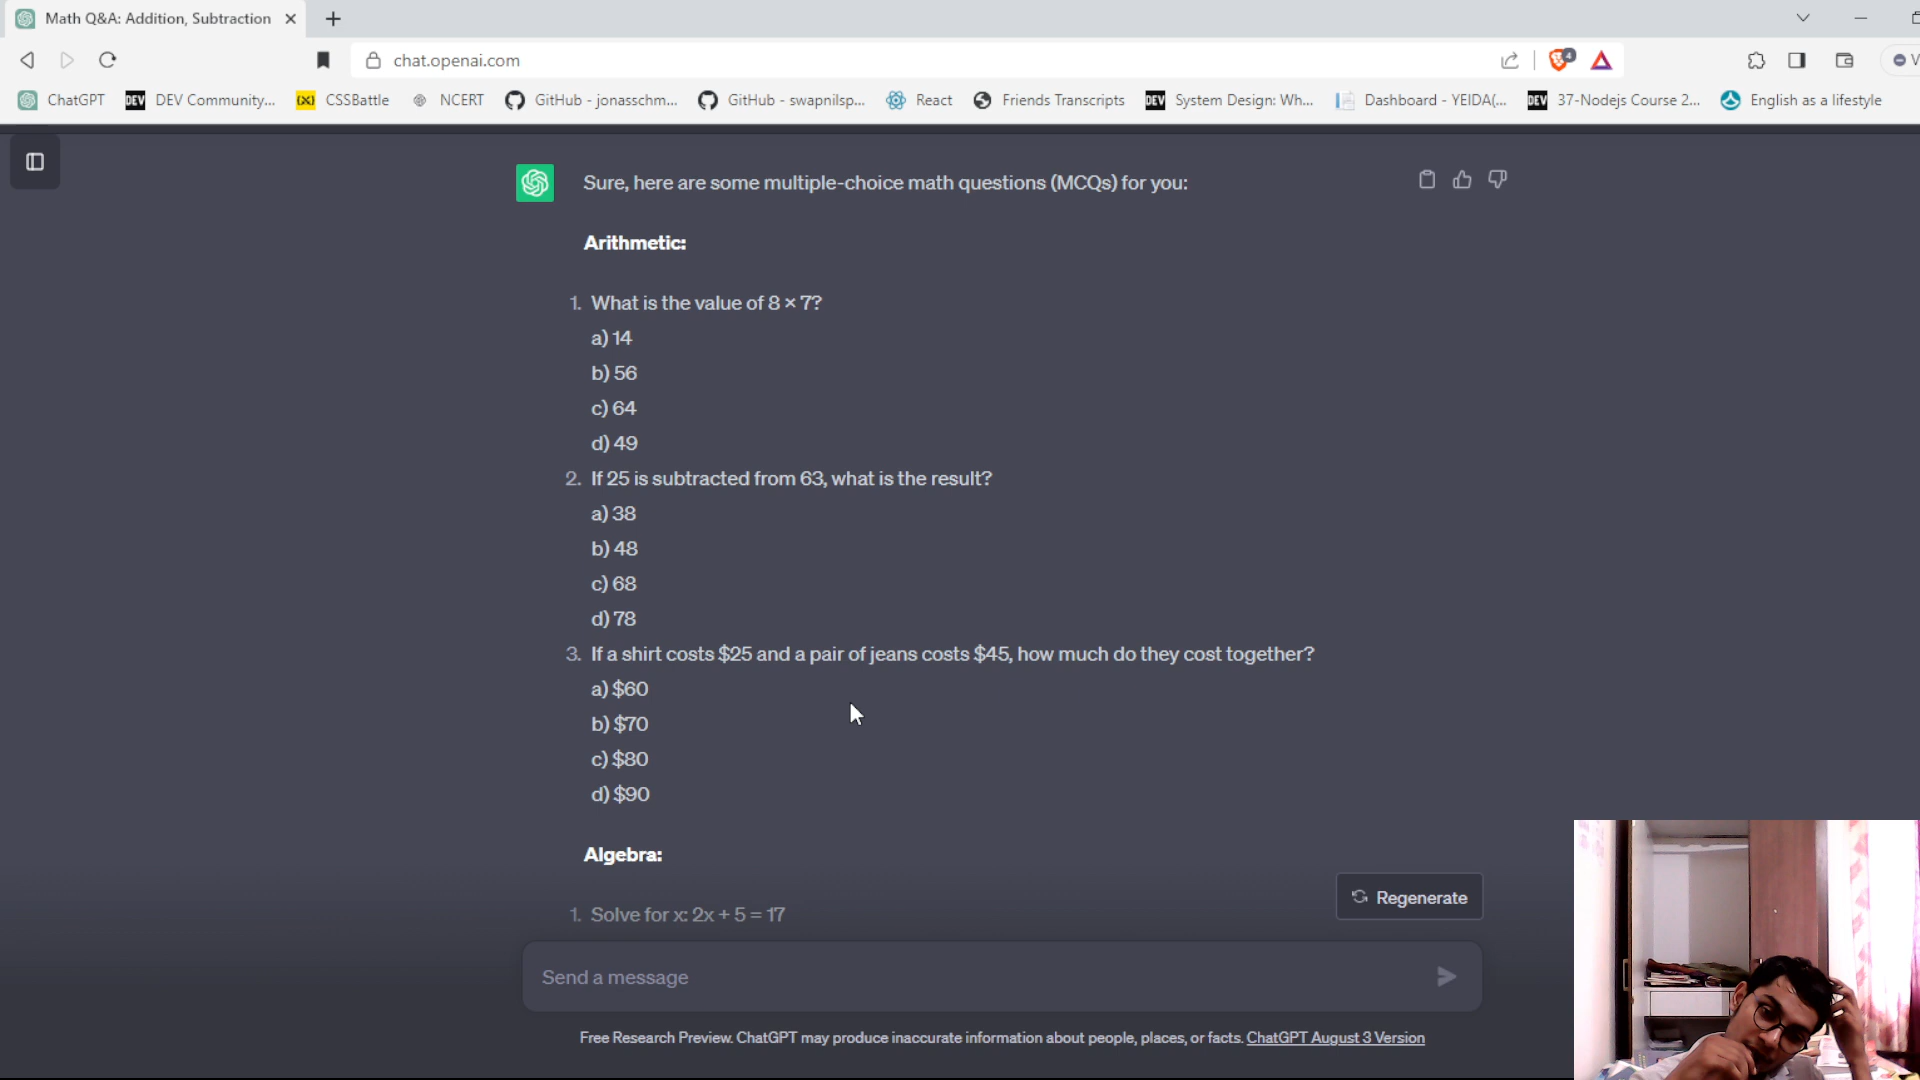 Math Q&A: Addition, Subtraction
chat.openai.com
4
V
ChatGPT
DEV DEV Community...
CSSBattle
NCERT
GitHub - jonasschm...
GitHub - swapnilsp...
React
Friends Transcripts
DEV System Design: Wh...
Dashboard - YEIDA(...
DEV 37-Nodejs Course 2...
English as a lifestyle
Sure, here are some multiple-choice math questions (MCQs) for you:
Arithmetic:
1. What is the value of 8 × 7?
a) 14
b) 56
c) 64
d) 49
2. If 25 is subtracted from 63, what is the result?
a) 38
b) 48
c) 68
d) 78
3. If a shirt costs $25 and a pair of jeans costs $45, how much do they cost together?
a) $60
b) $70
c) $80
d) $90
Algebra:
1. Solve for x: 2x + 5 = 17
Regenerate
Send a message
Free Research Preview. ChatGPT may produce inaccurate information about people, places, or facts. ChatGPT August 3 Version